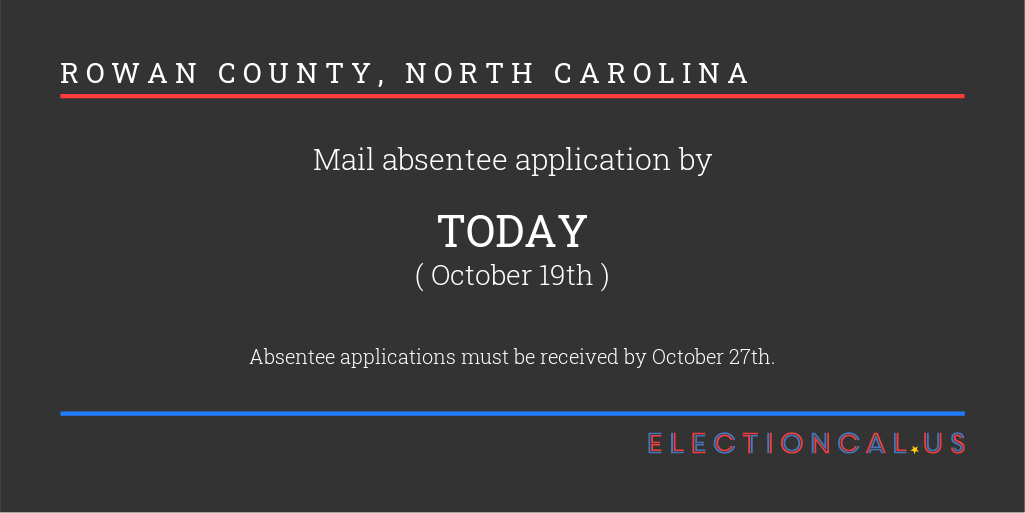 ROWAN COUNTY, NORTH CAROLINA
Mail absentee application by
TODAY
( October 19th )
Absentee applications must be received by October 27th.
ELECTIONCAL.US